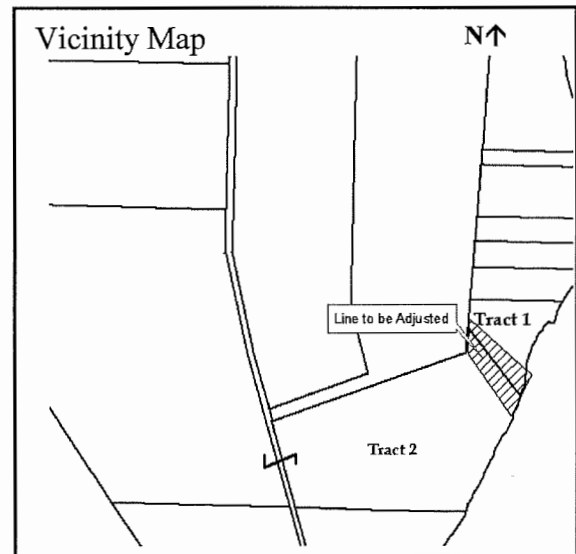 Vicinity Map
N↑
Line to be Adjusted
Tract 1
Tract 2